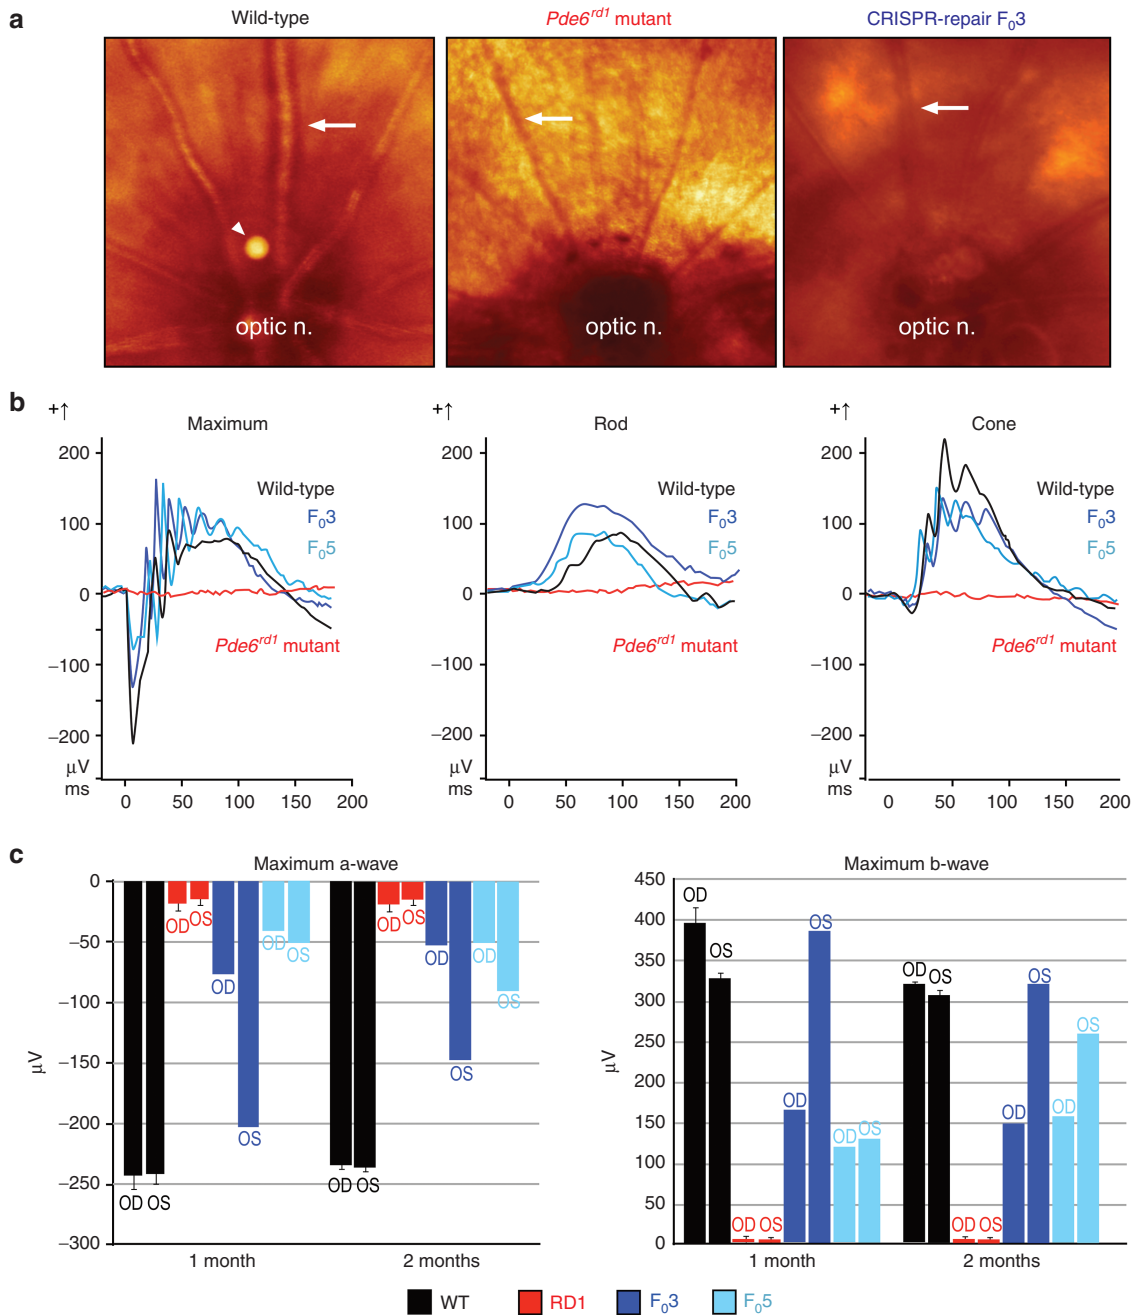 a
Wild-type
Pde6rd1 mutant
CRISPR-repair F03
optic n.
optic n.
optic n.
b
+↑
Maximum
200
100
0
−100
−200
μV
ms
0 50 100 150 200
Wild-type
F03
F05
Pde6rd1 mutant
+↑
Rod
200
100
0
−100
−200
μV
ms
0 50 100 150 200
Wild-type
F03
F05
Pde6rd1 mutant
+↑
Cone
200
100
0
−100
−200
μV
ms
0 50 100 150 200
Wild-type
F03
F05
Pde6rd1 mutant
c
Maximum a-wave
μV
0
−50
−100
−150
−200
−250
−300
OD OS OD OS OD OS OD OS
OD OS OD OS OD OS OD OS
1 month 2 months
Maximum b-wave
μV
450
400
350
300
250
200
150
100
50
0
OD OS OD OS OD OS OD OS
OD OS OD OS OD OS OD OS
1 month 2 months
WT RD1 F03 F05